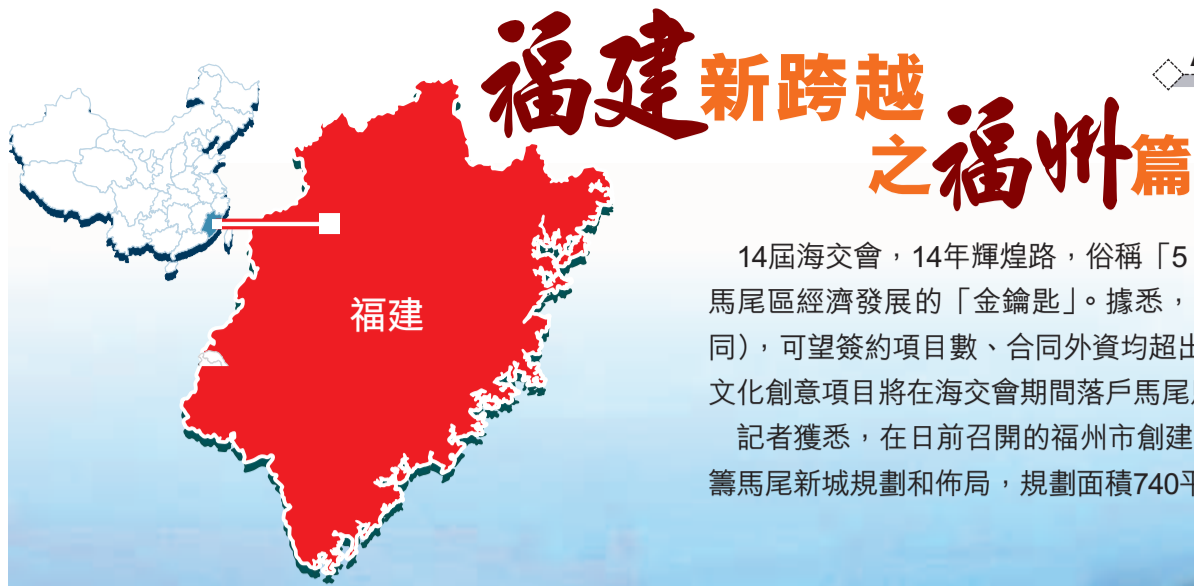 福建新跨越
之福州篇
福建
14屆海交會，14年輝煌路，俗稱「5
馬尾區經濟發展的「金鑰匙」。據悉，
同），可望簽約項目數、合同外資均超出
文化創意項目將在海交會期間落戶馬尾
記者獲悉，在日前召開的福州市創建
籌馬尾新城規劃和佈局，規劃面積740平